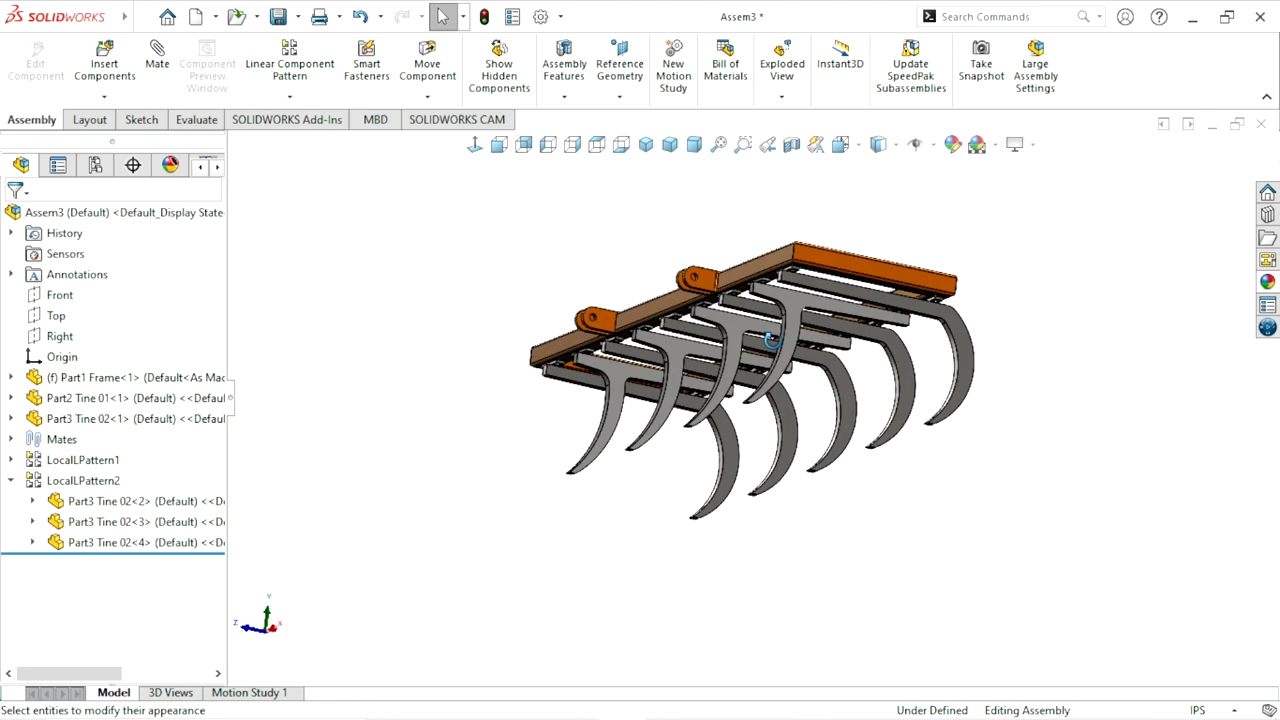 SOLIDWORKS
Assem3 *
Search Commands
Edit Component
Insert Components
Mate
Component Preview Window
Linear Component Pattern
Smart Fasteners
Move Component
Show Hidden Components
Assembly Features
Reference Geometry
New Motion Study
Bill of Materials
Exploded View
Instant3D
Update SpeedPak Subassemblies
Take Snapshot
Large Assembly Settings
Assembly Layout Sketch Evaluate SOLIDWORKS Add-Ins MBD SOLIDWORKS CAM
Assem3 (Default) <Default_Display State
History
Sensors
Annotations
Front
Top
Right
Origin
(f) Part1 Frame<1> (Default<As Mac
Part2 Tine 01<1> (Default) <<Defaul
Part3 Tine 02<1> (Default) <<Defaul
Mates
LocalLPattern1
LocalLPattern2
Part3 Tine 02<2> (Default) <<D
Part3 Tine 02<3> (Default) <<D
Part3 Tine 02<4> (Default) <<D
Y
Z
X
Model 3D Views Motion Study 1
Select entities to modify their appearance
Under Defined Editing Assembly IPS